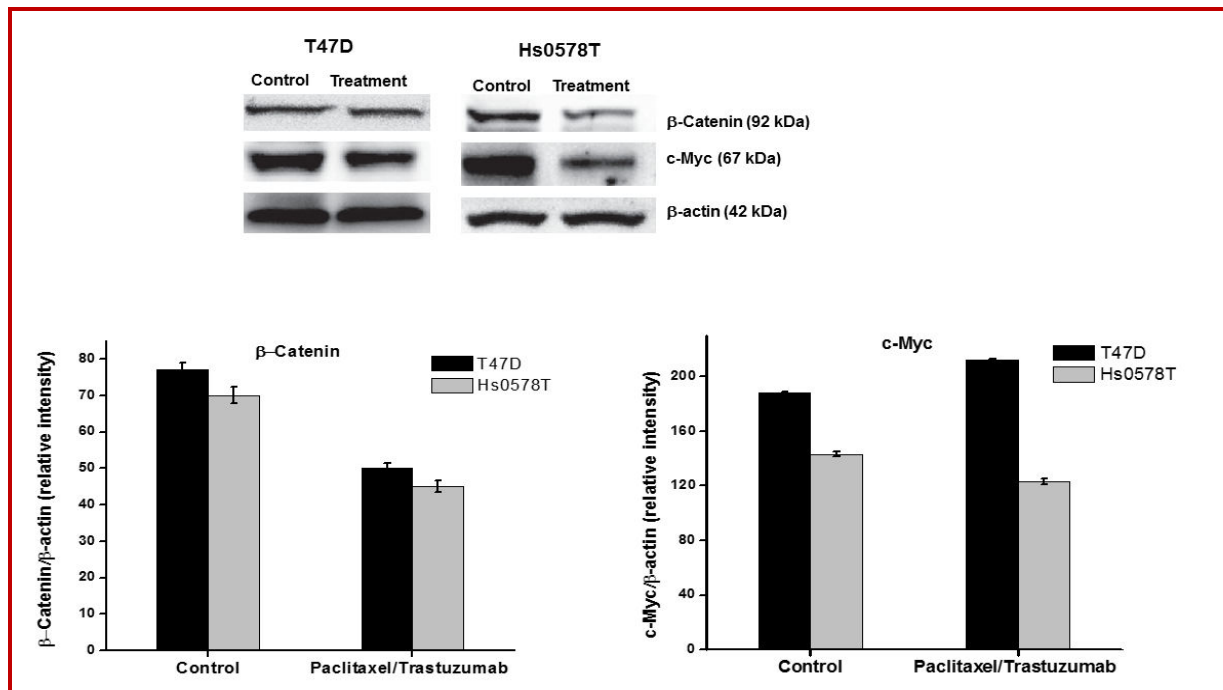 T47D
Hs0578T
Control Treatment
Control Treatment
β-Catenin (92 kDa)
c-Myc (67 kDa)
β-actin (42 kDa)
β–Catenin
T47D
Hs0578T
β–Catenin/β-actin (relative intensity)
80
70
60
50
40
30
20
10
0
Control Paclitaxel/Trastuzumab
c-Myc
T47D
Hs0578T
c-Myc/β-actin (relative intensity)
200
160
120
80
40
0
Control Paclitaxel/Trastuzumab